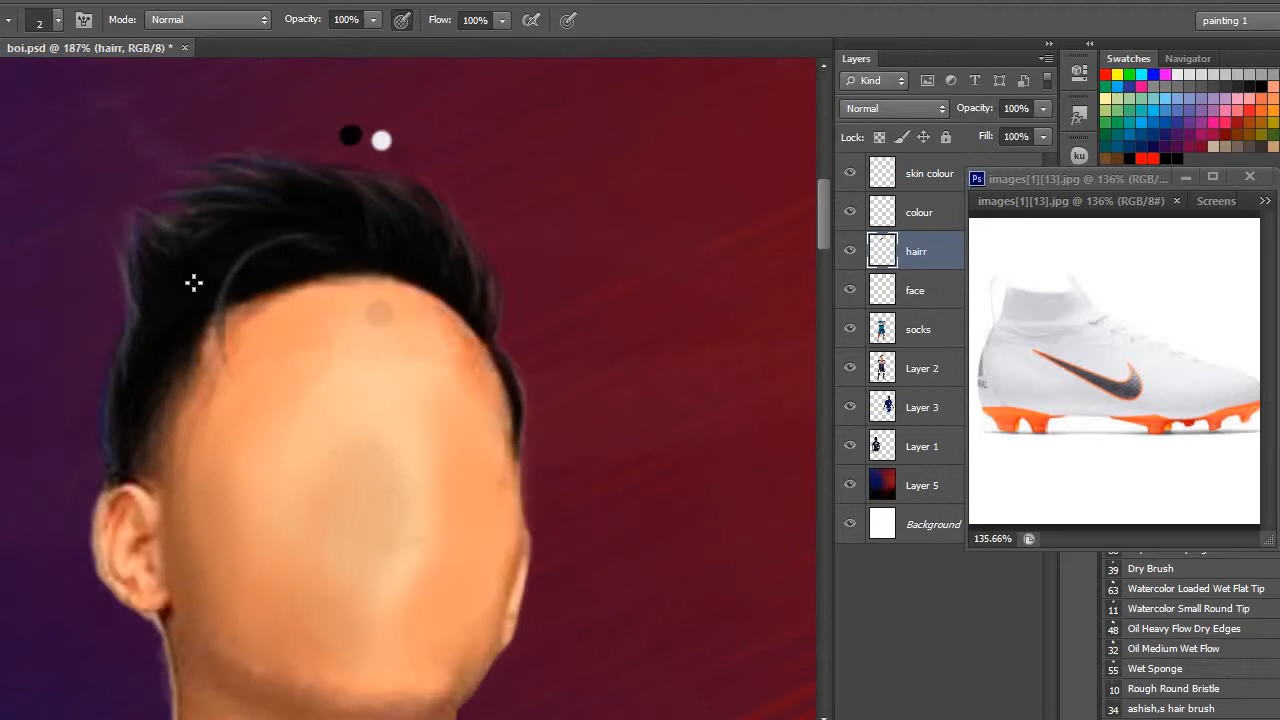 2 Mode: Normal Opacity: 100% Flow: 100% painting 1
boi.psd @ 187% (hairr, RGB/8) * ×
Layers
Swatches Navigator
Kind
Normal Opacity: 100%
Lock: Fill: 100%
ku
skin colour
colour
hairr
face
socks
Layer 2
Layer 3
Layer 1
Layer 5
Background
Ps images[1][13].jpg @ 136% (RGB/...
images[1][13].jpg @ 136% (RGB/8#) × Screens
135.66%
39 Dry Brush
63 Watercolor Loaded Wet Flat Tip
11 Watercolor Small Round Tip
48 Oil Heavy Flow Dry Edges
32 Oil Medium Wet Flow
55 Wet Sponge
10 Rough Round Bristle
34 ashish,s hair brush